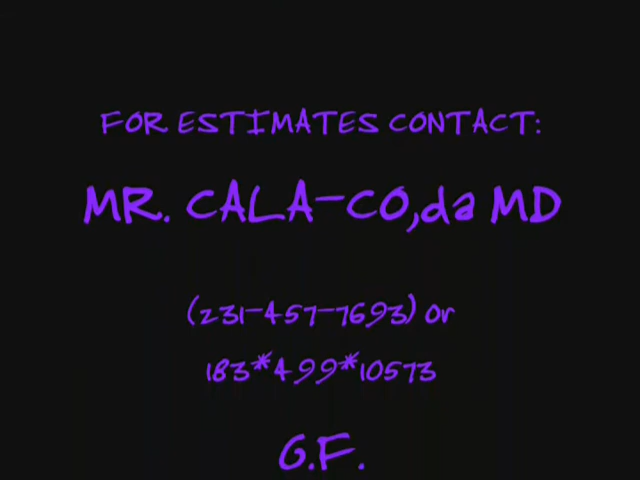 FOR ESTIMATES CONTACT:
MR. CALA-CO,da MD
(231-457-7693) Or
183*499*10573
G.F.